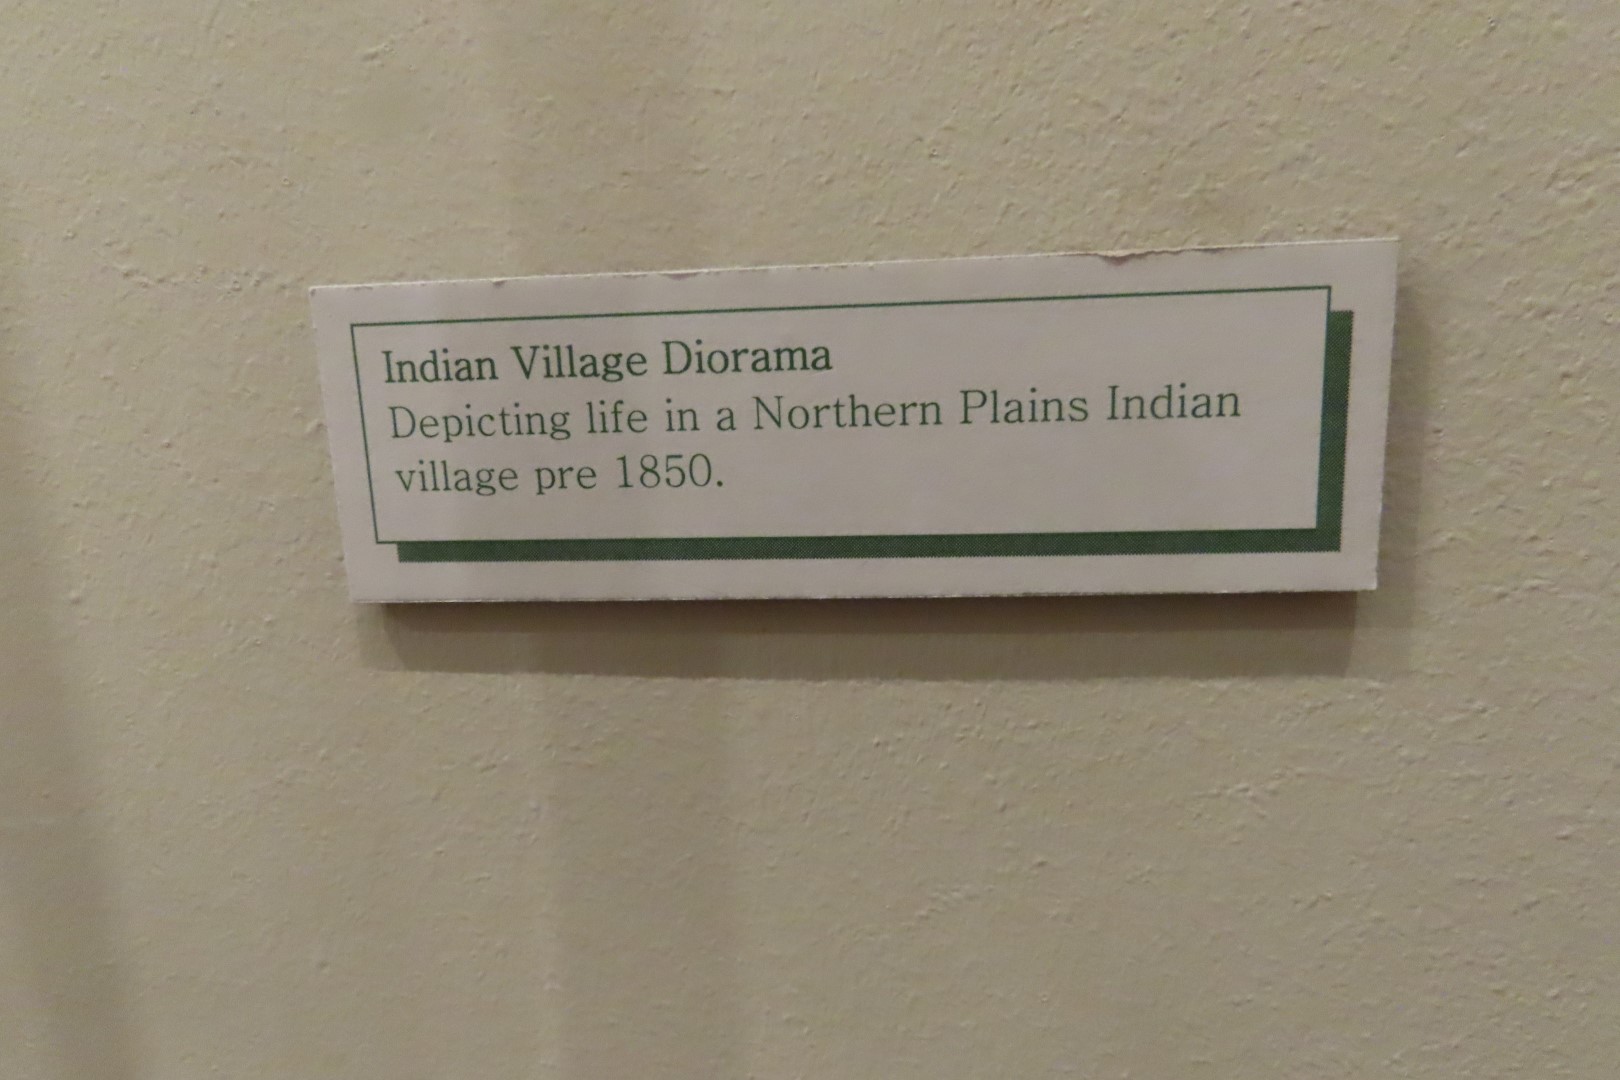 Indian Village Diorama
Depicting life in a Northern Plains Indian
village pre 1850.